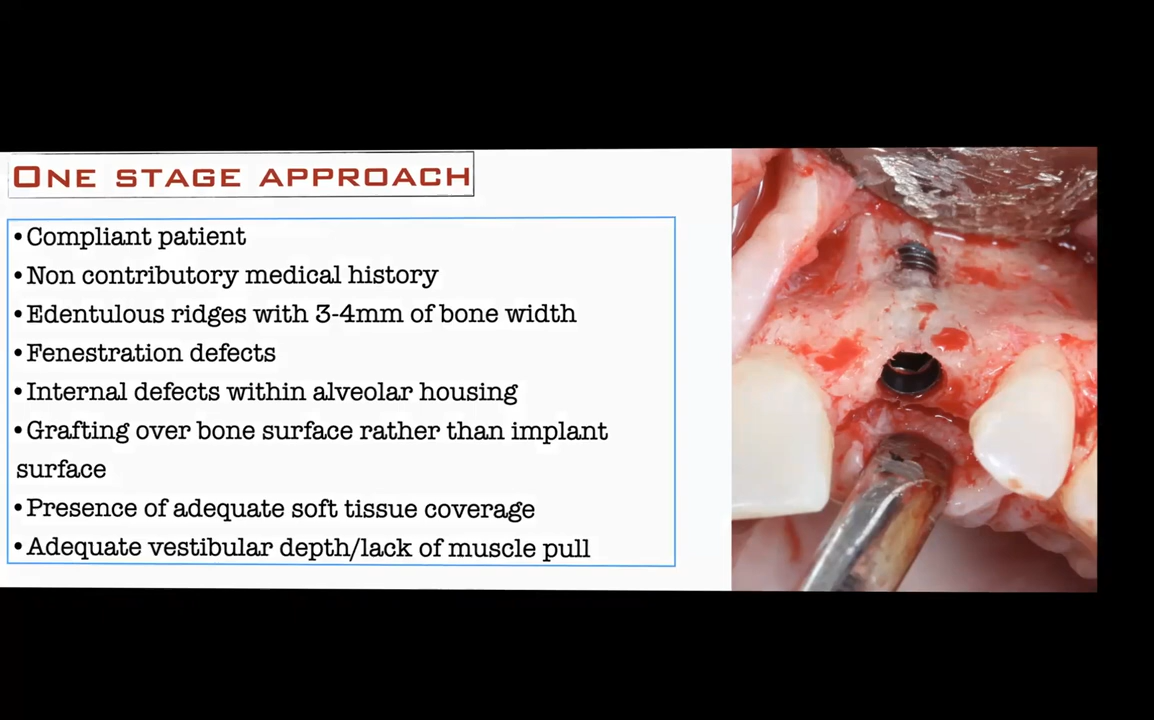 ONE STAGE APPROACH
•Compliant patient
•Non contributory medical history
•Edentulous ridges with 3-4mm of bone width
•Fenestration defects
•Internal defects within alveolar housing
•Grafting over bone surface rather than implant
surface
•Presence of adequate soft tissue coverage
•Adequate vestibular depth/lack of muscle pull